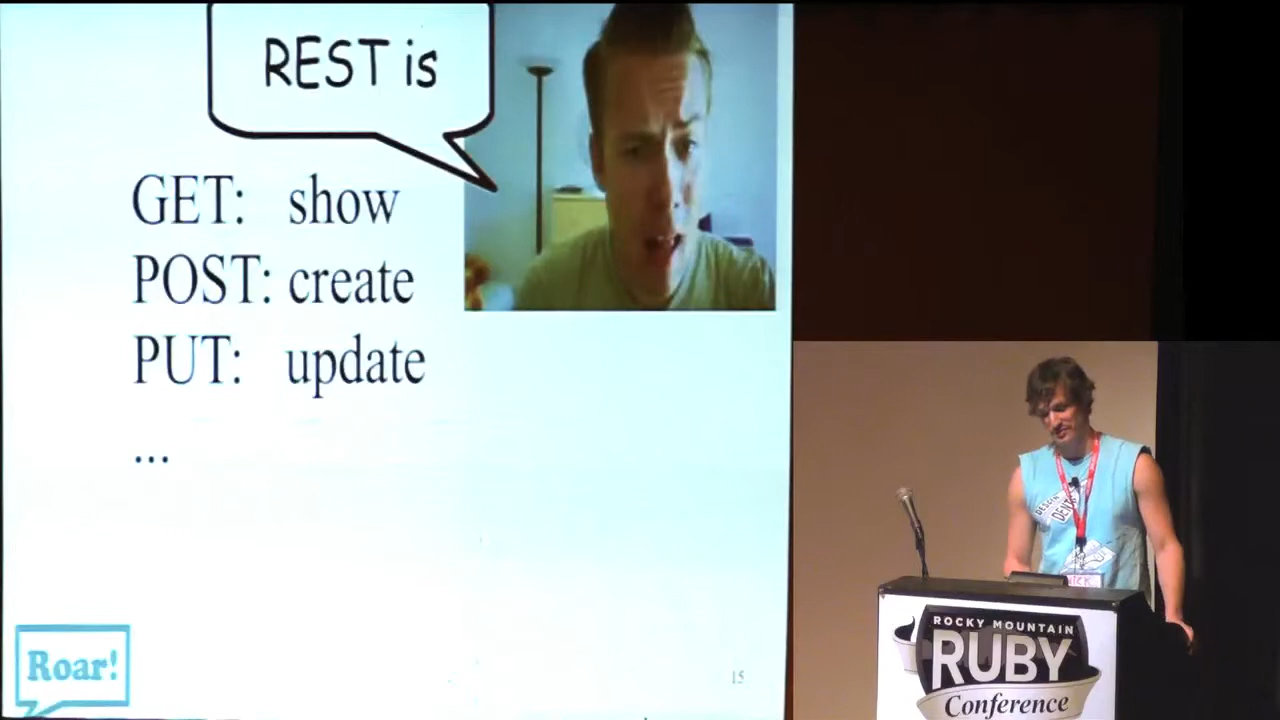 REST is
GET: show
POST: create
PUT: update
...
Roar!
15
ROCKY MOUNTAIN
RUBY
Conference